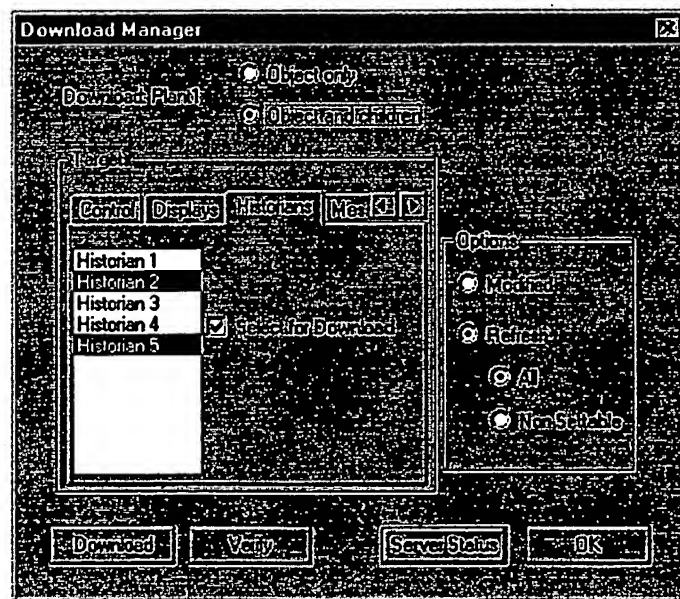 Download Manager
Object only
Download: Plant1
Object and children
Target
Control Displays Historians Mes
Historian 1
Historian 2
Historian 3
Historian 4
Historian 5
Select for Download
Options
Modified
Refresh
All
Non Settable
Download Verify Server Status OK